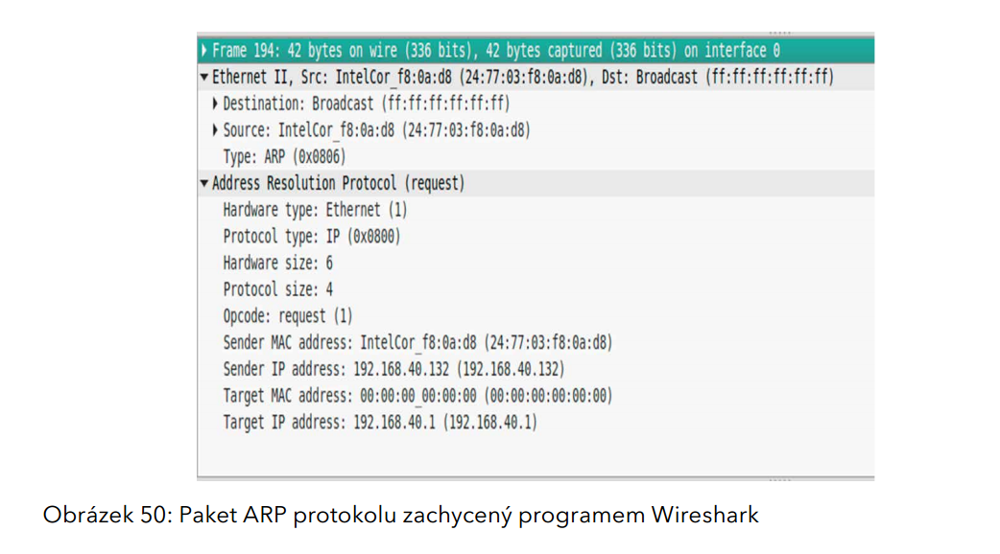 Frame 194: 42 bytes on wire (336 bits), 42 bytes captured (336 bits) on interface 0
Ethernet II, Src: IntelCor_f8:0a:d8 (24:77:03:f8:0a:d8), Dst: Broadcast (ff:ff:ff:ff:ff:ff)
Destination: Broadcast (ff:ff:ff:ff:ff:ff)
Source: IntelCor_f8:0a:d8 (24:77:03:f8:0a:d8)
Type: ARP (0x0806)
Address Resolution Protocol (request)
Hardware type: Ethernet (1)
Protocol type: IP (0x0800)
Hardware size: 6
Protocol size: 4
Opcode: request (1)
Sender MAC address: IntelCor_f8:0a:d8 (24:77:03:f8:0a:d8)
Sender IP address: 192.168.40.132 (192.168.40.132)
Target MAC address: 00:00:00_00:00:00 (00:00:00:00:00:00)
Target IP address: 192.168.40.1 (192.168.40.1)
Obrázek 50: Paket ARP protokolu zachycený programem Wireshark